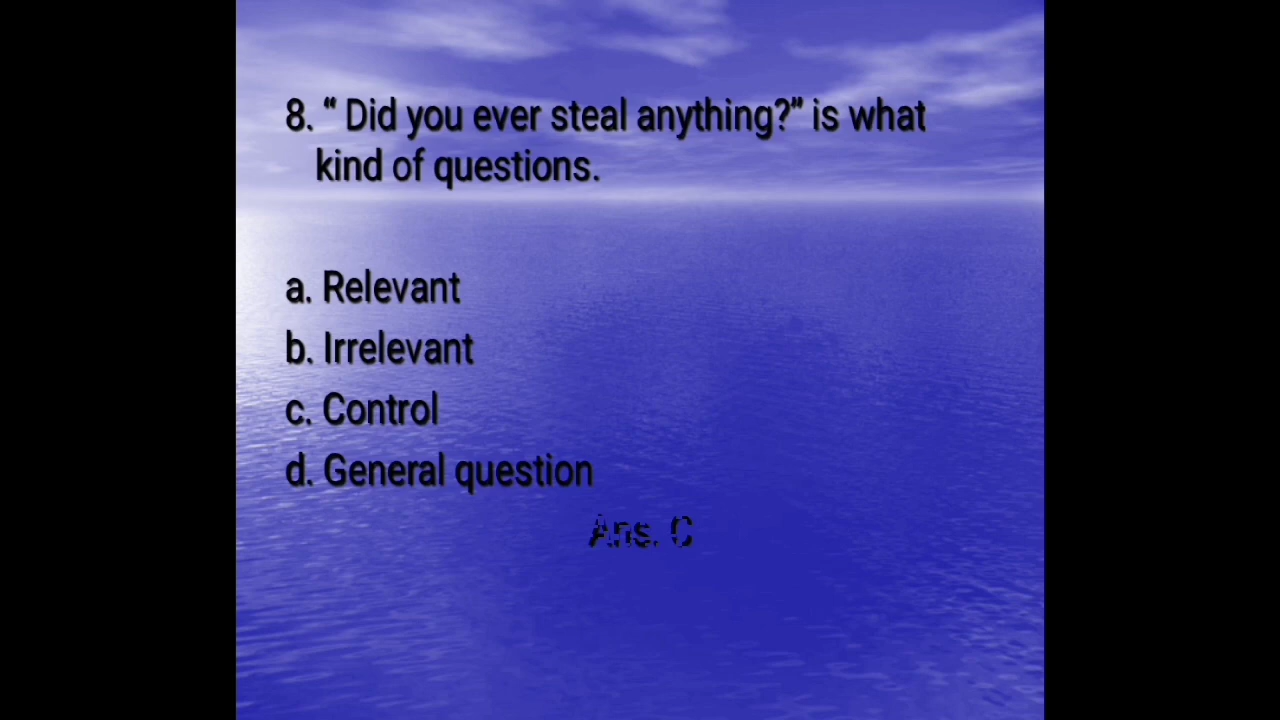 8. “ Did you ever steal anything?” is what
kind of questions.
a. Relevant
b. Irrelevant
c. Control
d. General question
Ans. C